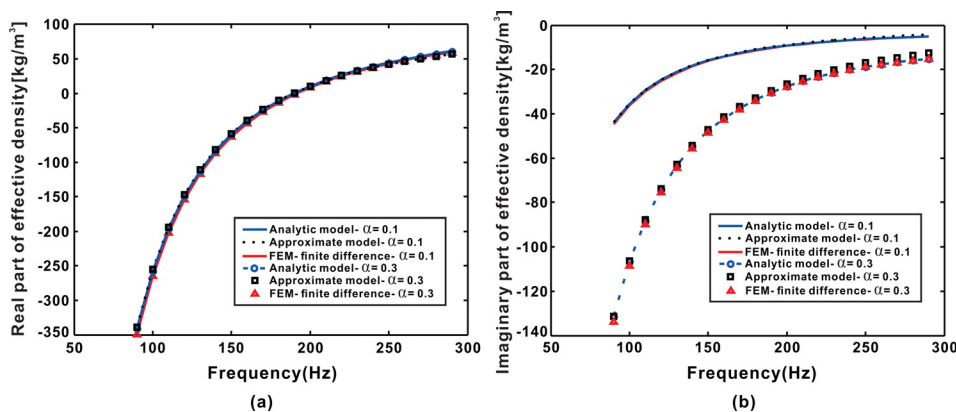 100
50
0
-50
-100
-150
-200
-250
-300
-350
50
100
150
200
250
300
Real part of effective density[kg/m³]
Frequency(Hz)
Analytic model- α= 0.1
Approximate model- α= 0.1
FEM- finite difference- α= 0.1
Analytic model- α= 0.3
Approximate model- α= 0.3
FEM- finite difference- α= 0.3
(a)
0
-20
-40
-60
-80
-100
-120
-140
50
100
150
200
250
300
Imaginary part of effective density[kg/m³]
Frequency(Hz)
Analytic model- α= 0.1
Approximate model- α= 0.1
FEM- finite difference- α= 0.1
Analytic model- α= 0.3
Approximate model- α= 0.3
FEM- finite difference- α= 0.3
(b)